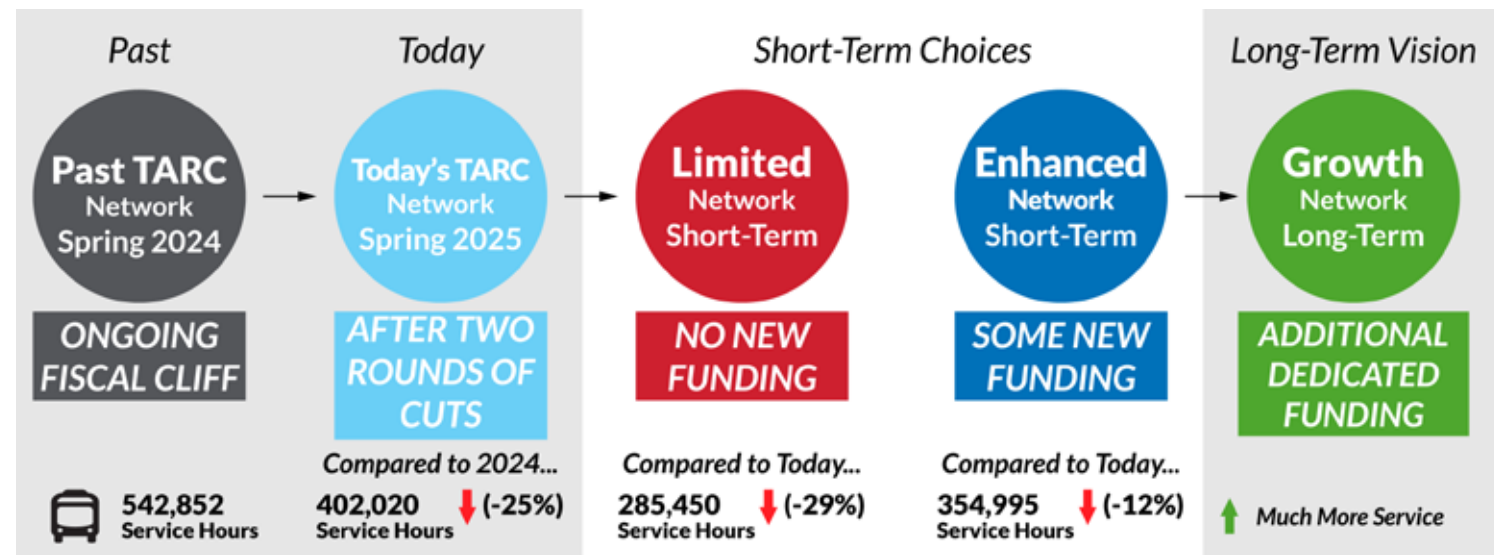 Past
Today
Short-Term Choices
Long-Term Vision
Past TARC
Network
Spring 2024
Today's TARC
Network
Spring 2025
Limited
Network
Short-Term
Enhanced
Network
Short-Term
Growth
Network
Long-Term
ONGOING
FISCAL CLIFF
AFTER TWO
ROUNDS OF
CUTS
NO NEW
FUNDING
SOME NEW
FUNDING
ADDITIONAL
DEDICATED
FUNDING
542,852
Service Hours
Compared to 2024...
402,020 (-25%)
Service Hours
Compared to Today...
285,450 (-29%)
Service Hours
Compared to Today...
354,995 (-12%)
Service Hours
Much More Service